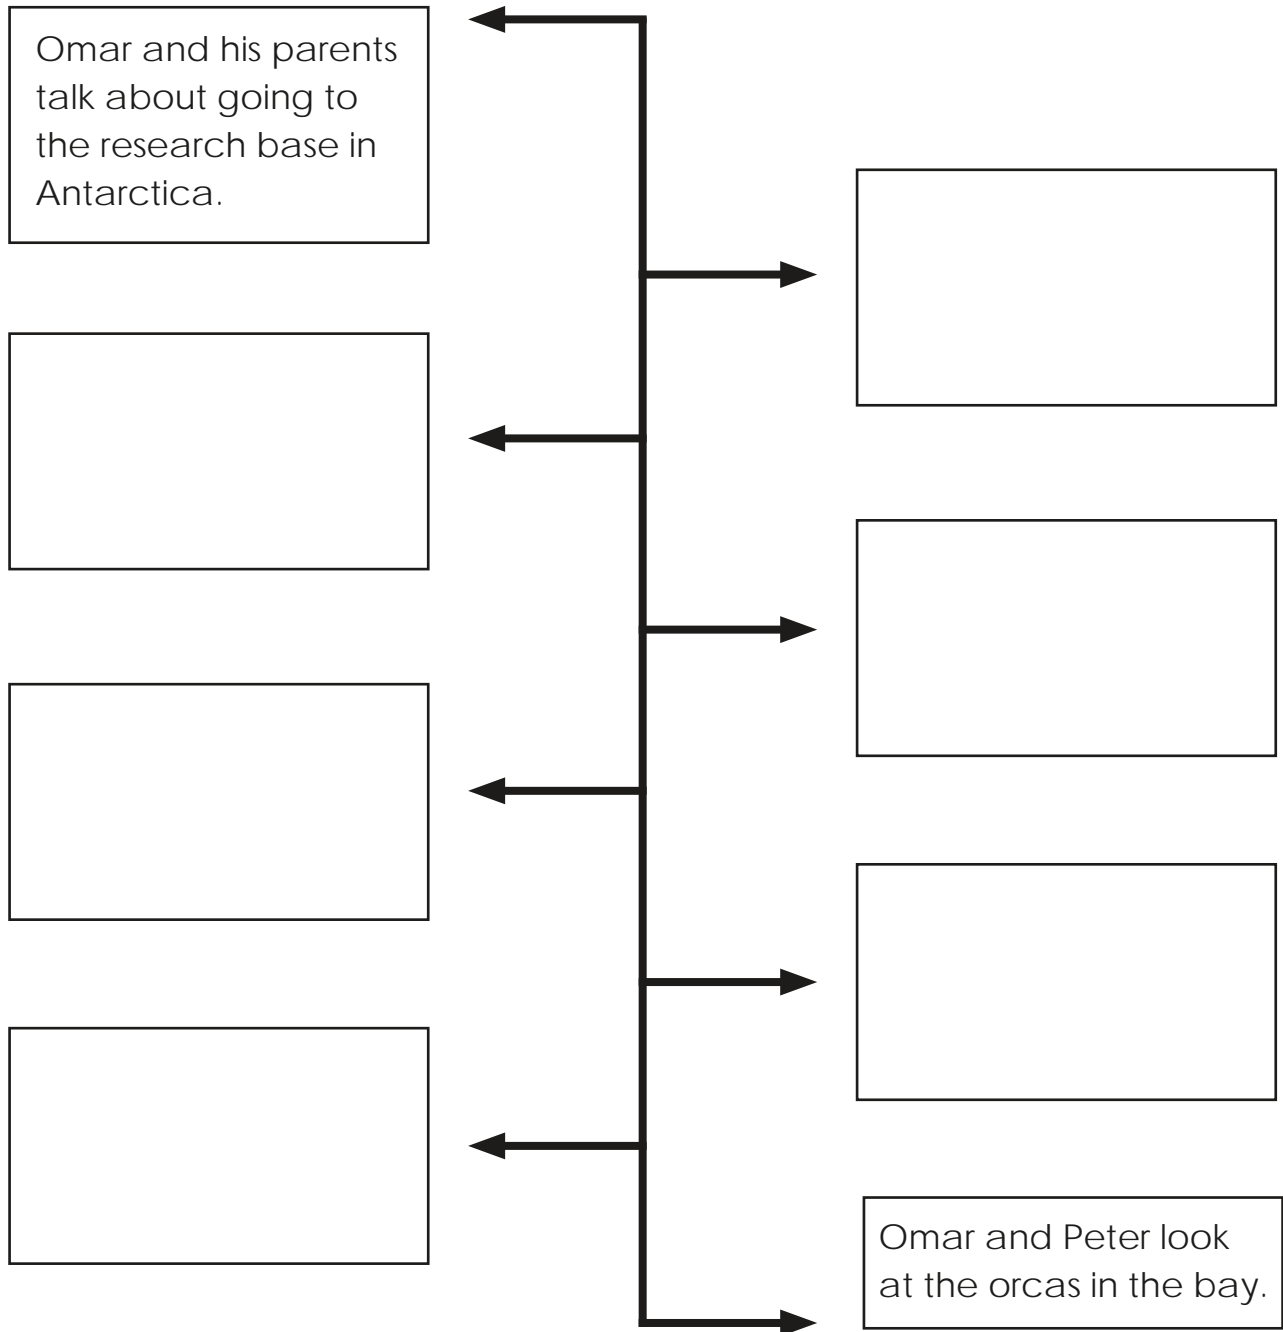 Omar and his parents
talk about going to
the research base in
Antarctica.
Omar and Peter look
at the orcas in the bay.